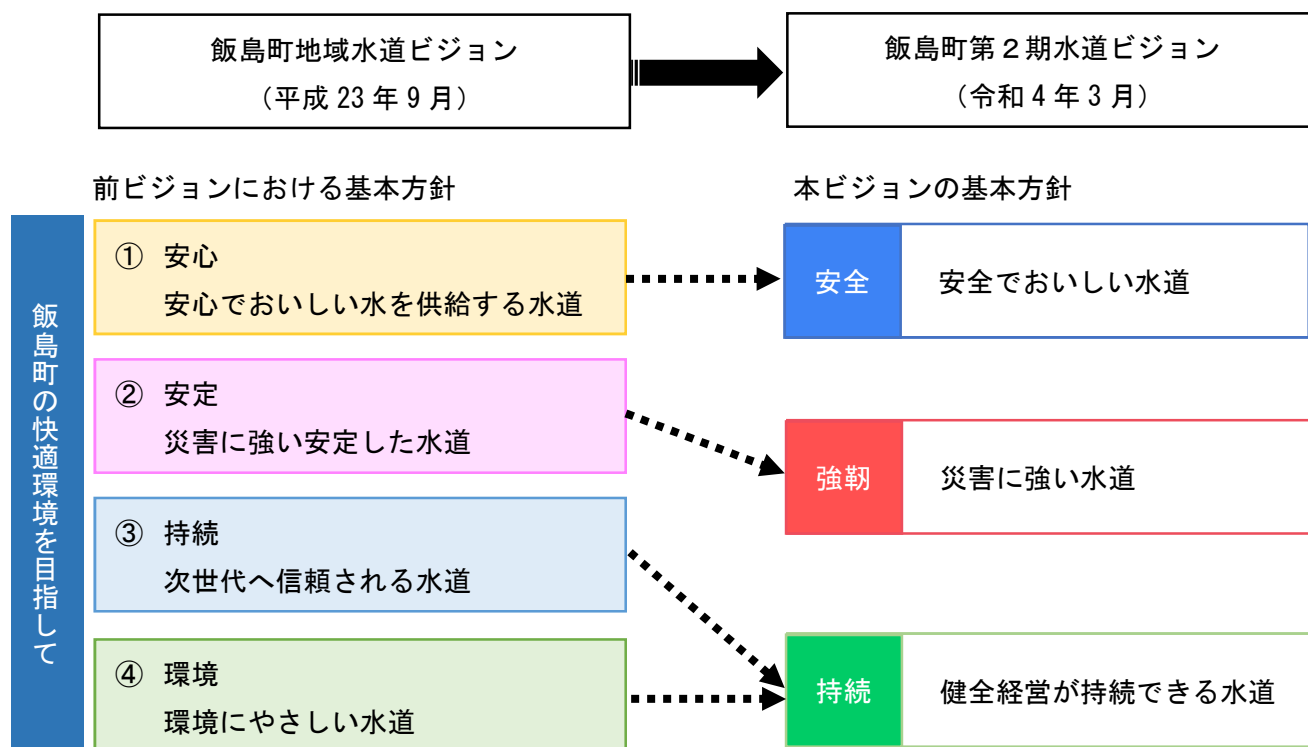 飯島町地域水道ビジョン
（平成 23 年 9 月）
飯島町第２期水道ビジョン
（令和 4 年 3 月）
前ビジョンにおける基本方針
本ビジョンの基本方針
飯島町の快適環境を目指して
① 安心
安心でおいしい水を供給する水道
② 安定
災害に強い安定した水道
③ 持続
次世代へ信頼される水道
④ 環境
環境にやさしい水道
安全 安全でおいしい水道
強靭 災害に強い水道
持続 健全経営が持続できる水道